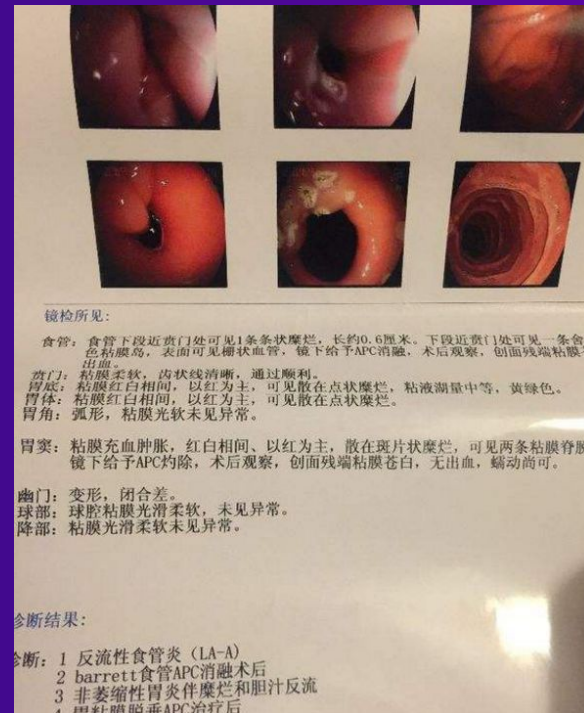 镜检所见:
食管: 食管下段近贲门处可见1条条状糜烂，长约0.6厘米。下段近贲门处可见一条舍
色粘膜岛，表面可见栅状血管，镜下给予APC消融，术后观察，创面残端粘膜
出血。
贲门: 粘膜柔软，齿状线清晰，通过顺利。
胃底: 粘膜红白相间，以红为主，可见散在点状糜烂，粘液湖量中等，黄绿色。
胃体: 粘膜红白相间，以红为主，可见散在点状糜烂。
胃角: 弧形，粘膜光软未见异常。
胃窦: 粘膜充血肿胀，红白相间、以红为主，散在斑片状糜烂，可见两条粘膜脊
镜下给予APC灼除，术后观察，创面残端粘膜苍白，无出血，蠕动尚可。
幽门: 变形，闭合差。
球部: 球腔粘膜光滑柔软，未见异常。
降部: 粘膜光滑柔软未见异常。
诊断结果:
诊断: 1 反流性食管炎（LA-A)
2 barrett食管APC消融术后
3 非萎缩性胃炎伴糜烂和胆汁反流
4 胃粘膜脱垂APC治疗后